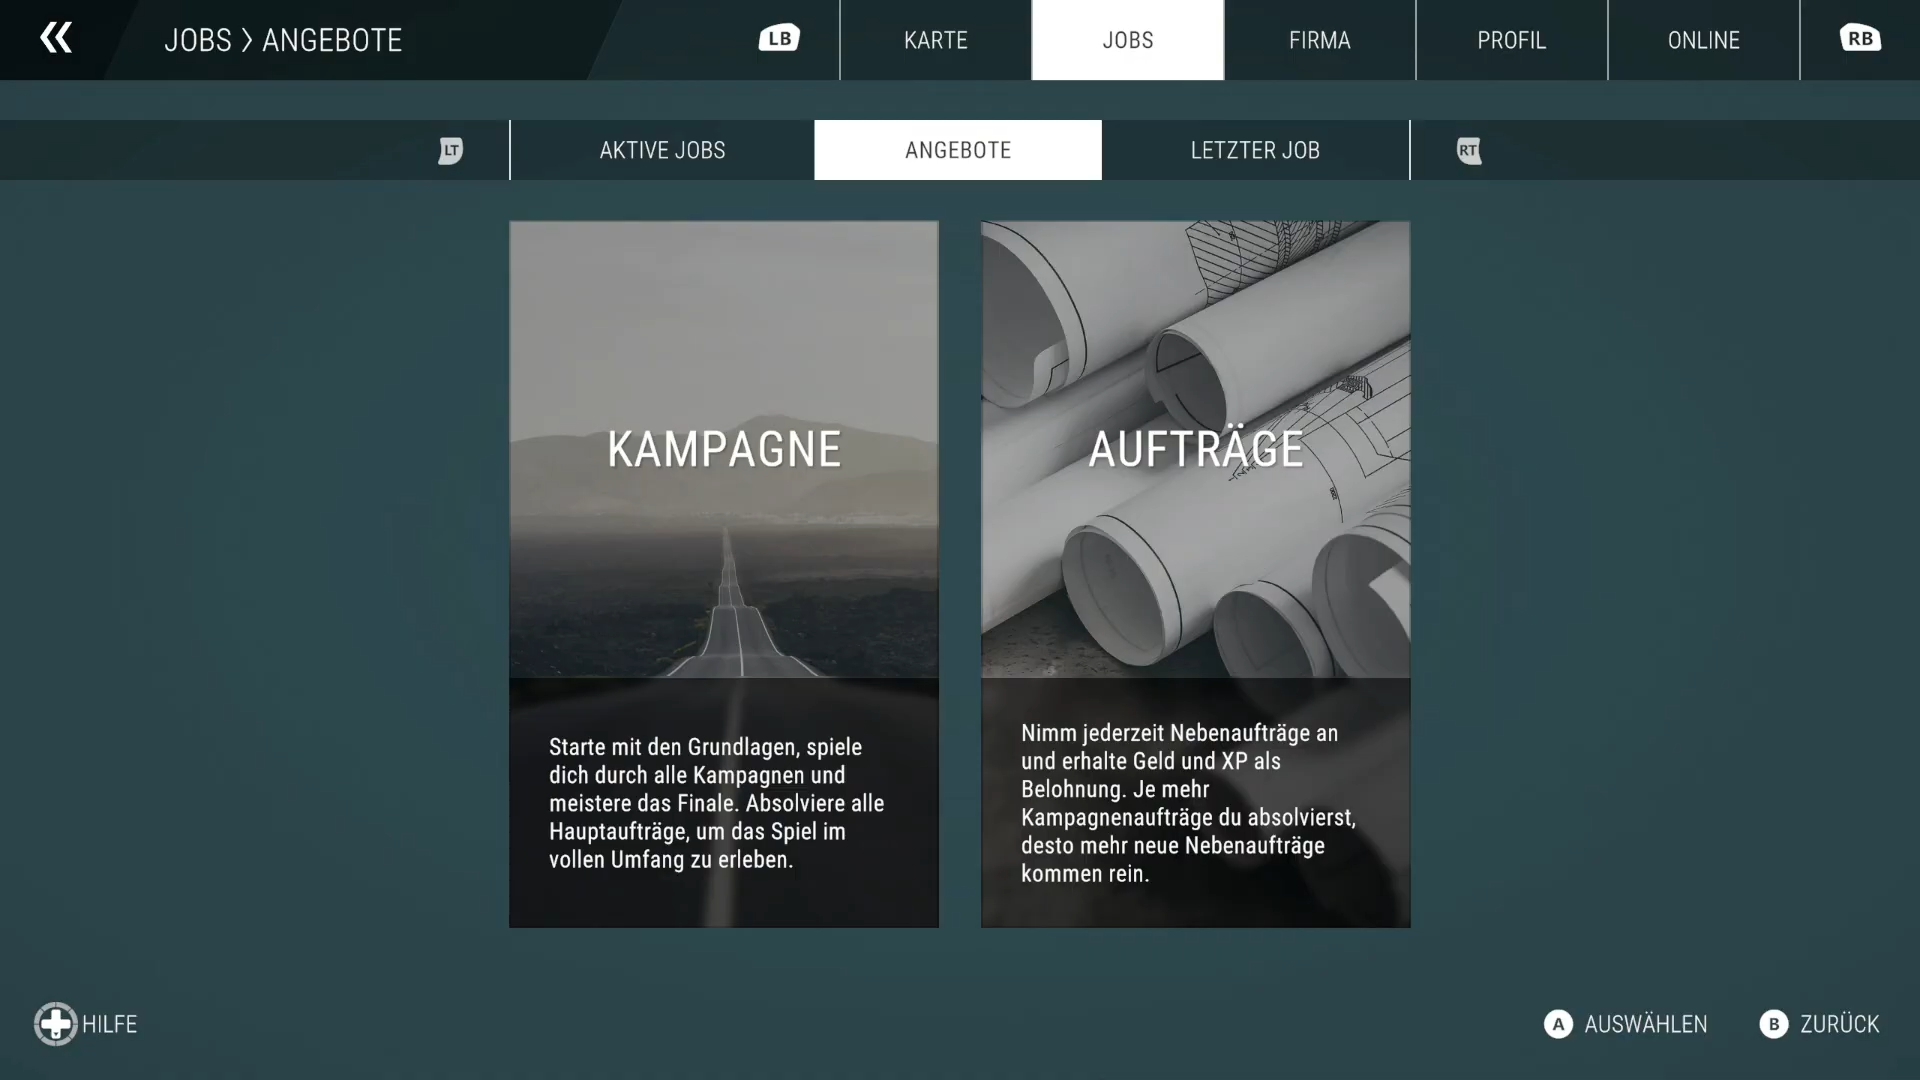 JOBS > ANGEBOTE
LB
KARTE
JOBS
FIRMA
PROFIL
ONLINE
RB
LT
AKTIVE JOBS
ANGEBOTE
LETZTER JOB
RT
KAMPAGNE
Starte mit den Grundlagen, spiele
dich durch alle Kampagnen und
meistere das Finale. Absolviere alle
Hauptaufträge, um das Spiel im
vollen Umfang zu erleben.
AUFTRÄGE
Nimm jederzeit Nebenaufträge an
und erhalte Geld und XP als
Belohnung. Je mehr
Kampagnenaufträge du absolvierst,
desto mehr neue Nebenaufträge
kommen rein.
HILFE
A AUSWÄHLEN
B ZURÜCK